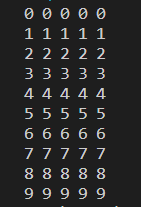 0 0 0 0 0
1 1 1 1 1
2 2 2 2 2
3 3 3 3 3
4 4 4 4 4
5 5 5 5 5
6 6 6 6 6
7 7 7 7 7
8 8 8 8 8
9 9 9 9 9